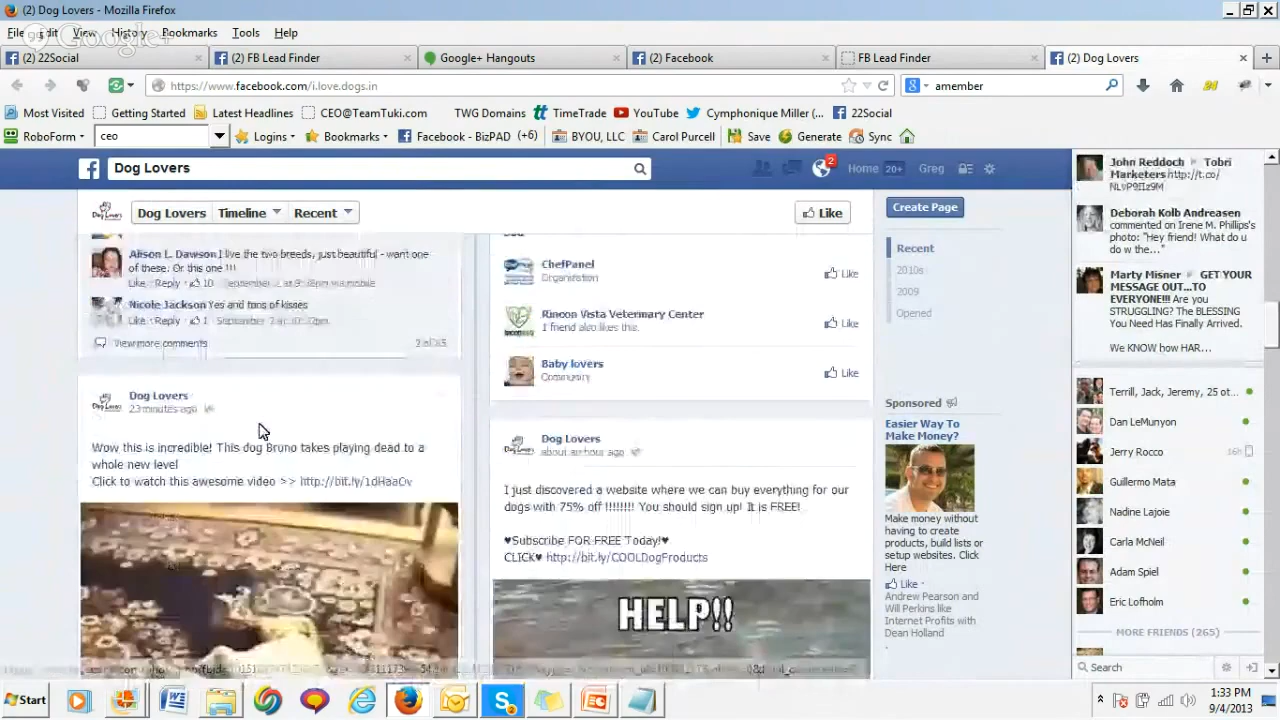 (2) Dog Lovers - Mozilla Firefox
File Edit View History Bookmarks Tools Help
Google+
(2) 22Social
(2) FB Lead Finder
Google+ Hangouts
(2) Facebook
FB Lead Finder
(2) Dog Lovers
https://www.facebook.com/i.love.dogs.in
amember
Most Visited Getting Started Latest Headlines CEO@TeamTuki.com TWG Domains TimeTrade YouTube Cymphonique Miller (... 22Social
RoboForm ceo Logins Bookmarks Facebook - BizPAD (+6) BYOU, LLC Carol Purcell Save Generate Sync
Dog Lovers
2
Home 20+ Greg
Dog Lovers Timeline Recent
Like
Create Page
Recent
2010s
2009
Opened
Alison L. Dawson I love the two breeds, just beautiful - want one
of these. Or this one !!!
Like · Reply · 10 · September 2 at
via mobile
Nicole Jackson Yes and tons of kisses
Like · Reply · 1 · September
View more comments
Dog Lovers
23 minutes ago
Wow this is incredible! This dog Bruno takes playing dead to a
whole new level
Click to watch this awesome video >>
ChefPanel
Organization
Like
Rincon Vista Veterinary Center
1 friend also likes this.
Like
Baby lovers
Community
Like
Dog Lovers
about an hour ago
I just discovered a website where we can buy everything for our
dogs with 75% off !!!!!!!! You should sign up! It is FREE!
♥Subscribe FOR FREE Today!♥
CLICK♥ http://bit.ly/COOLDogProducts
HELP!!
Sponsored
Easier Way To
Make Money?
Make money without
having to create
products, build lists or
setup websites. Click
Here
Like ·
Andrew Pearson and
Will Perkins like
Internet Profits with
Dean Holland
John Reddoch Tobri
Marketers http://t.co/
Deborah Kolb Andreasen
commented on Irene M. Phillips's
photo: "Hey friend! What do u
do w the..."
Marty Misner GET YOUR
MESSAGE OUT...TO
EVERYONE!!! Are you
STRUGGLING? The BLESSING
You Need Has Finally Arrived.
We KNOW how HAR...
Terrill, Jack, Jeremy, 25 ot...
Dan LeMunyon
Jerry Rocco 16h
Guillermo Mata
Nadine Lajoie
Carla McNeil
Adam Spiel
Eric Lofholm
MORE FRIENDS (265)
Search
Start
1:33 PM
9/4/2013